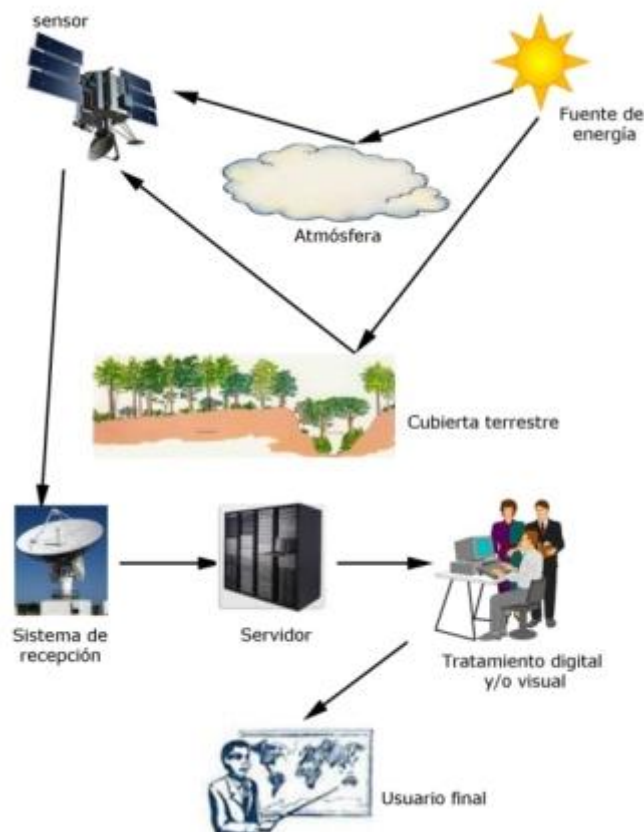 sensor
Fuente de
energía
Atmósfera
Cubierta terrestre
Sistema de
recepción
Servidor
Tratamiento digital
y/o visual
Usuario final